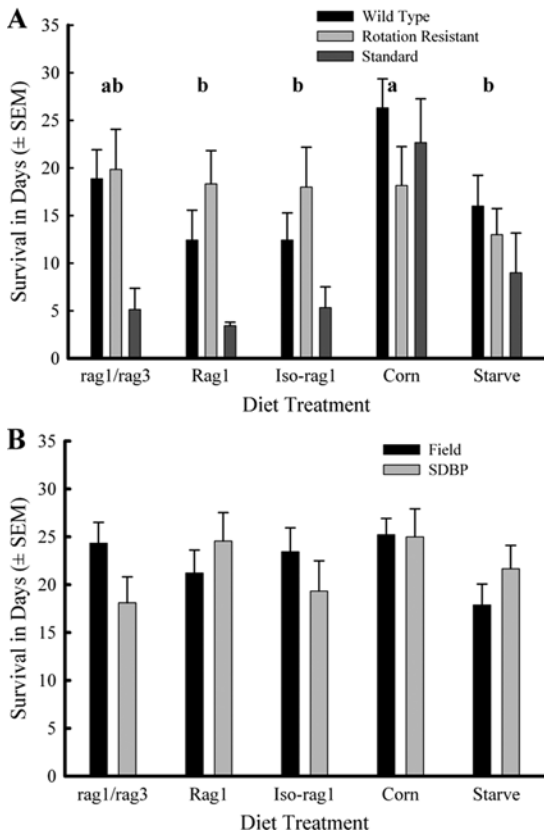 A
Wild Type
Rotation Resistant
Standard
35
30
25
20
15
10
5
0
Survival in Days (± SEM)
ab b b a b
rag1/rag3 Rag1 Iso-rag1 Corn Starve
Diet Treatment
B
Field
SDBP
35
30
25
20
15
10
5
0
Survival in Days (± SEM)
rag1/rag3 Rag1 Iso-rag1 Corn Starve
Diet Treatment